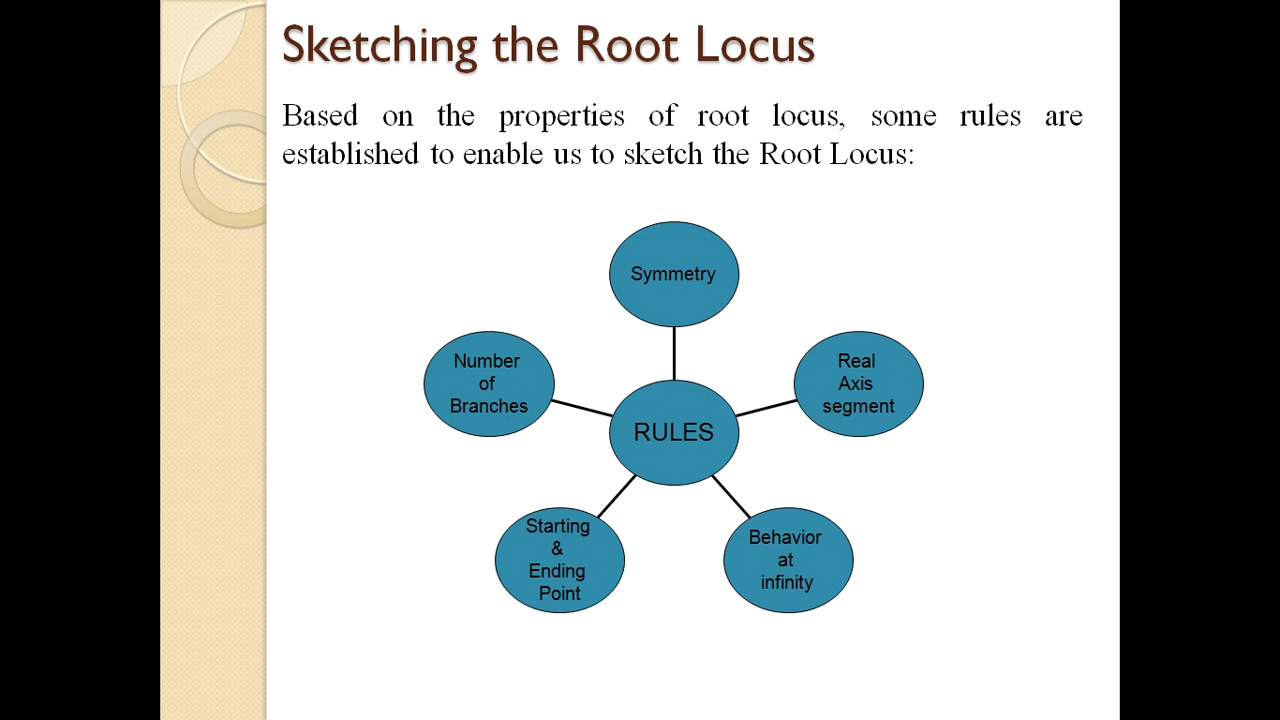 Sketching the Root Locus
Based on the properties of root locus, some rules are
established to enable us to sketch the Root Locus:
Symmetry
Number
of
Branches
Real
Axis
segment
RULES
Starting
&
Ending
Point
Behavior
at
infinity